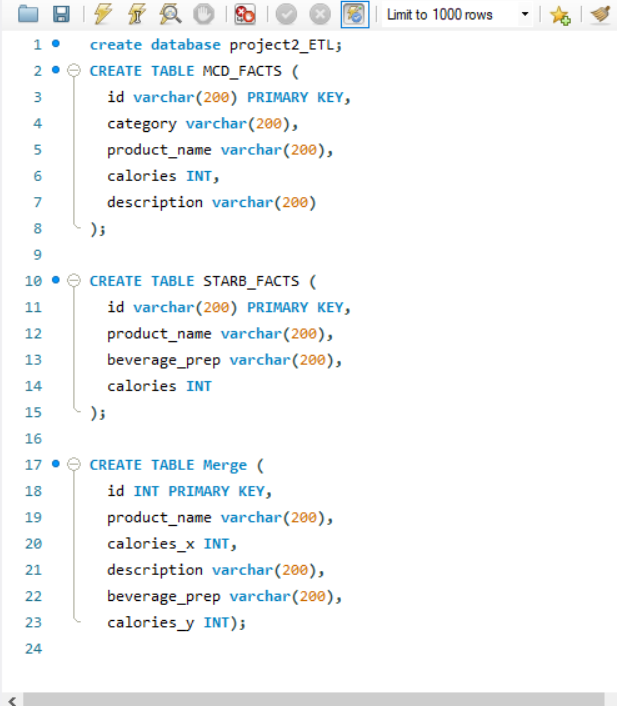 Limit to 1000 rows
1 create database project2_ETL;
2 CREATE TABLE MCD_FACTS (
3 id varchar(200) PRIMARY KEY,
4 category varchar(200),
5 product_name varchar(200),
6 calories INT,
7 description varchar(200)
8 );
9
10 CREATE TABLE STARB_FACTS (
11 id varchar(200) PRIMARY KEY,
12 product_name varchar(200),
13 beverage_prep varchar(200),
14 calories INT
15 );
16
17 CREATE TABLE Merge (
18 id INT PRIMARY KEY,
19 product_name varchar(200),
20 calories_x INT,
21 description varchar(200),
22 beverage_prep varchar(200),
23 calories_y INT);
24